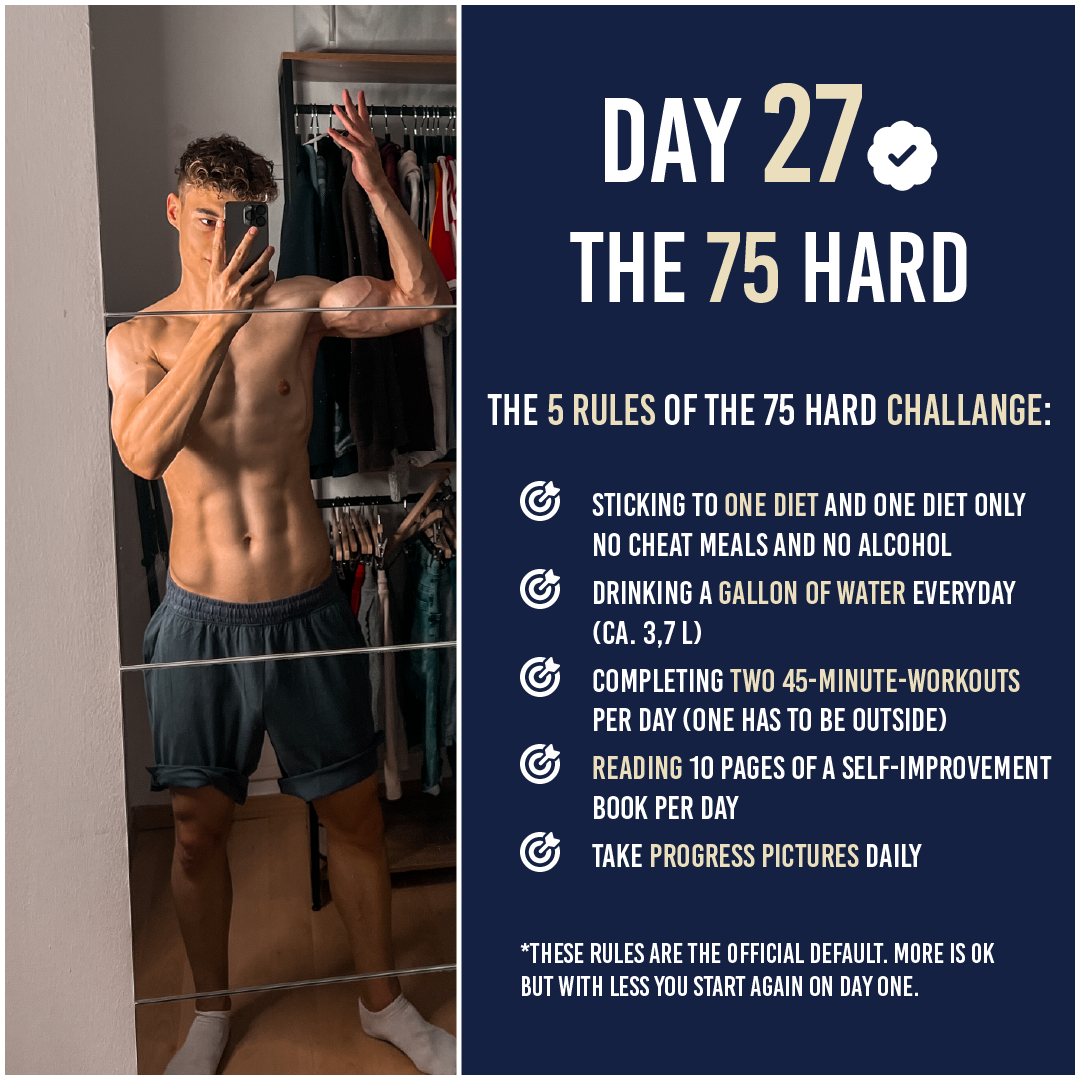 DAY 27
THE 75 HARD
THE 5 RULES OF THE 75 HARD CHALLANGE:
STICKING TO ONE DIET AND ONE DIET ONLY
NO CHEAT MEALS AND NO ALCOHOL
DRINKING A GALLON OF WATER EVERYDAY
(CA. 3,7 L)
COMPLETING TWO 45-MINUTE-WORKOUTS
PER DAY (ONE HAS TO BE OUTSIDE)
READING 10 PAGES OF A SELF-IMPROVEMENT
BOOK PER DAY
TAKE PROGRESS PICTURES DAILY
*THESE RULES ARE THE OFFICIAL DEFAULT. MORE IS OK
BUT WITH LESS YOU START AGAIN ON DAY ONE.